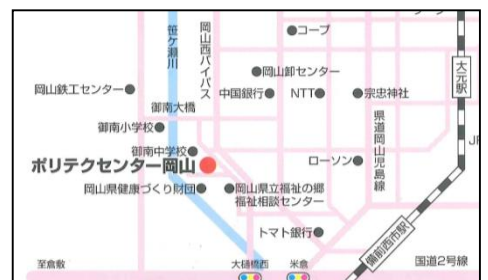 コープ
笹ケ瀬川
岡山西バイパス
岡山卸センター
大元駅
岡山鉄工センター
中国銀行
NTT
宗忠神社
御南大橋
県道岡山児島線
御南小学校
御南中学校
ポリテクセンター岡山
ローソン
岡山県健康づくり財団
岡山県立福祉の郷
福祉相談センター
トマト銀行
備前西市駅
至倉敷
大樋橋西
米倉
国道2号線